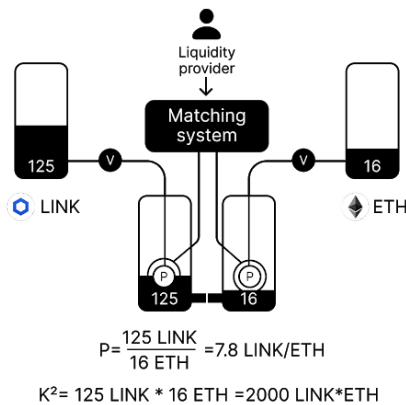 Liquidity
provider
Matching
system
125
V
V
16
LINK
ETH
P
P
125
16
P= 125 LINK / 16 ETH =7.8 LINK/ETH
K²= 125 LINK * 16 ETH =2000 LINK*ETH